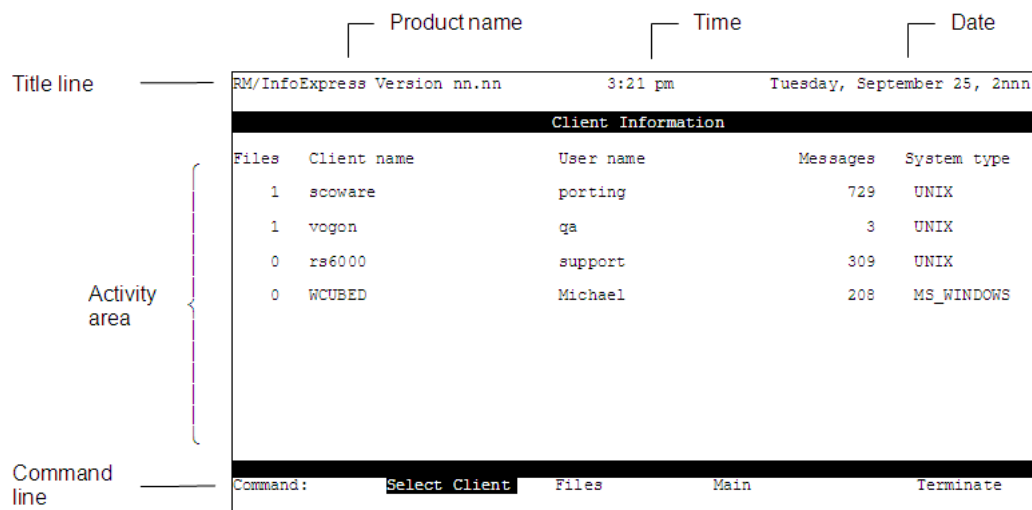 Product name Time Date
Title line RM/InfoExpress Version nn.nn 3:21 pm Tuesday, September 25, 2nnn
Client Information
Files Client name User name Messages System type
1 scoware porting 729 UNIX
1 vogon qa 3 UNIX
0 rs6000 support 309 UNIX
0 WCUBED Michael 208 MS_WINDOWS
Activity
area
Command
line
Command: Select Client Files Main Terminate